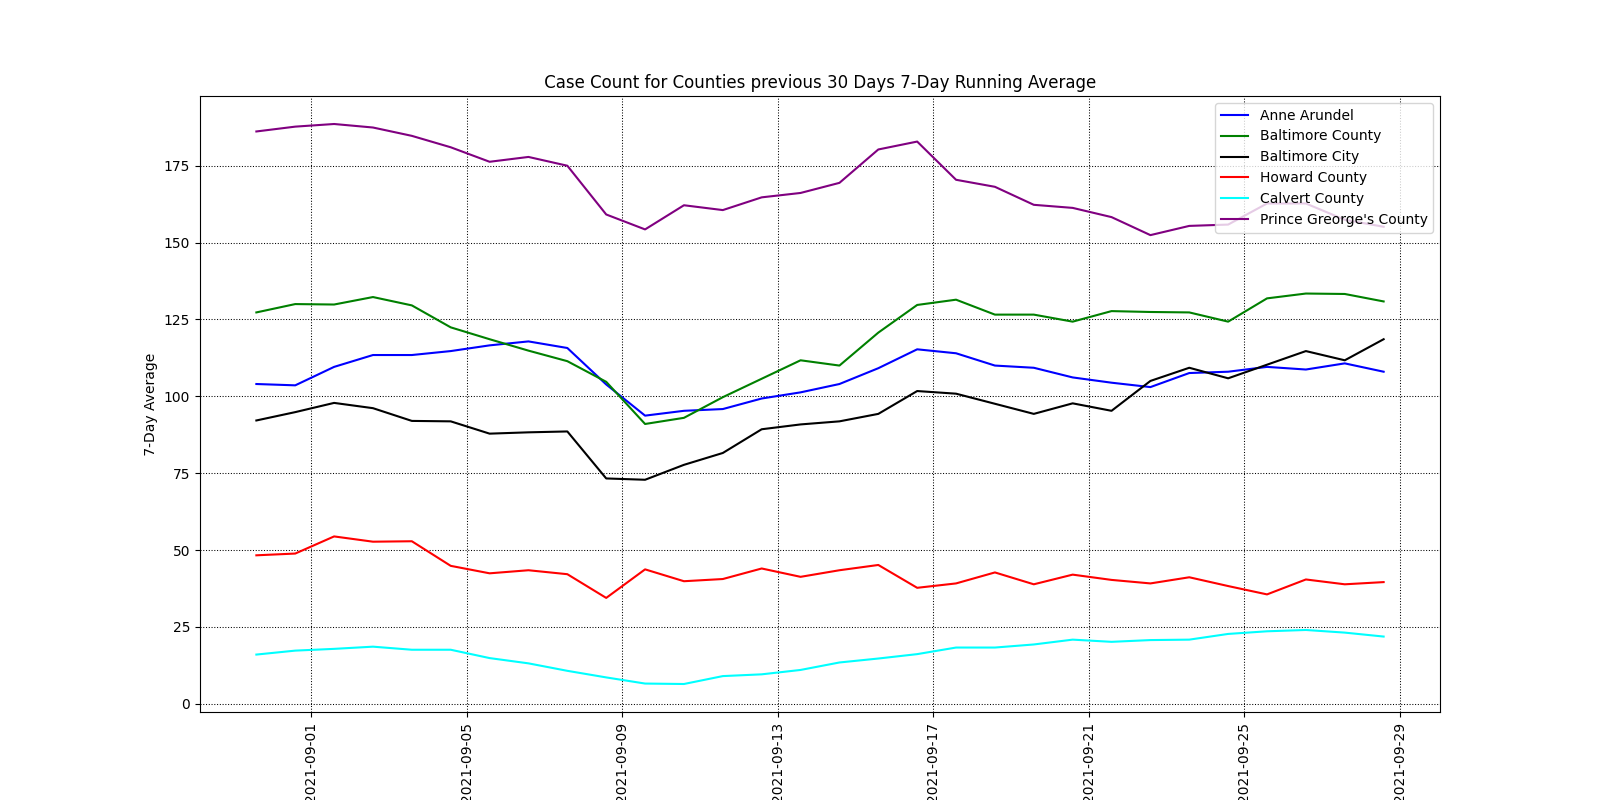 Case Count for Counties previous 30 Days 7-Day Running Average
Anne Arundel
Baltimore County
Baltimore City
Howard County
Calvert County
Prince Greorge's County
7-Day Average
175
150
125
100
75
50
25
0
2021-09-01
2021-09-05
2021-09-09
2021-09-13
2021-09-17
2021-09-21
2021-09-25
2021-09-29